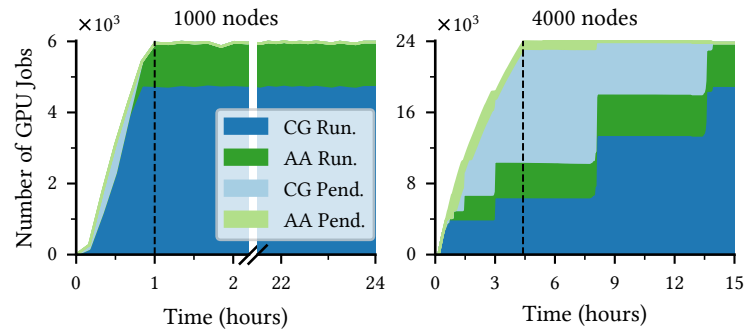 ×10³ 1000 nodes
6
4
2
0
Number of GPU Jobs
CG Run.
AA Run.
CG Pend.
AA Pend.
0 1 2 22 24
Time (hours)
×10³ 4000 nodes
24
16
8
0
0 3 6 9 12 15
Time (hours)